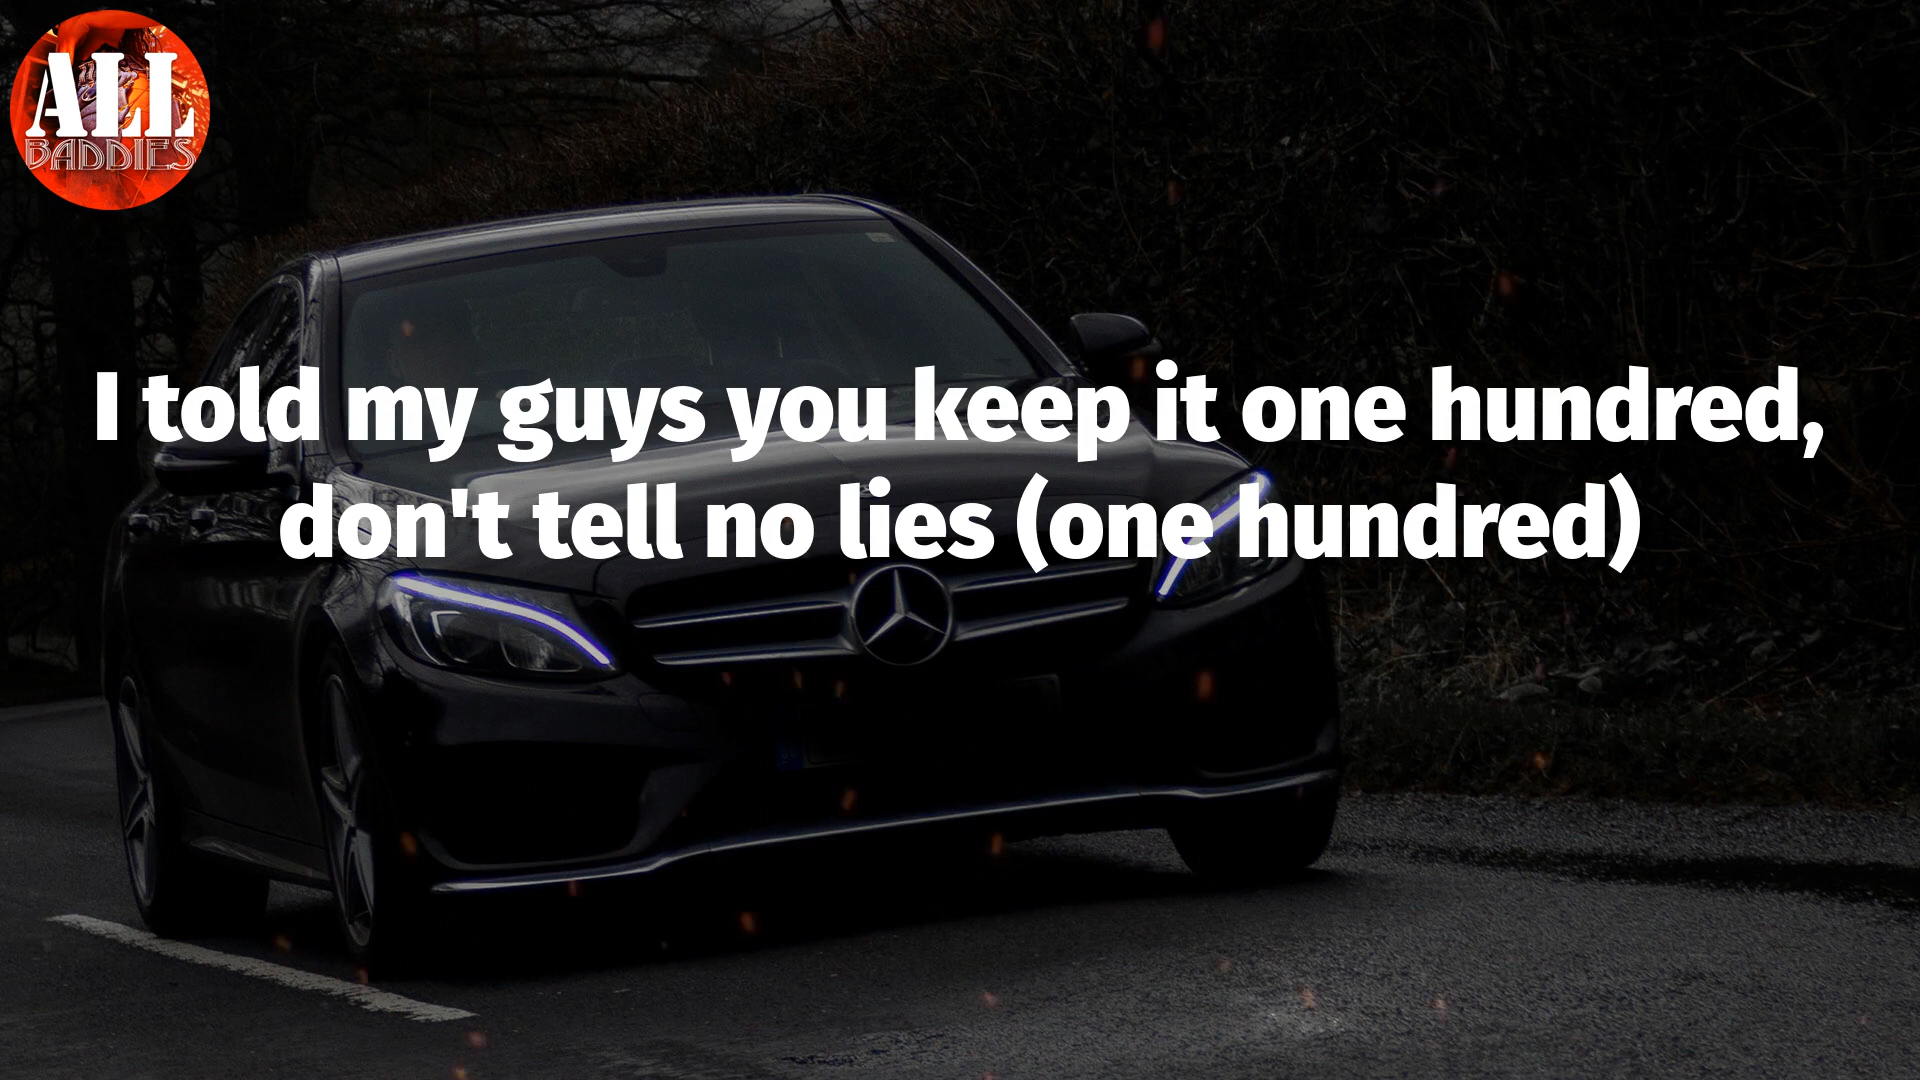 ALL
BADDIES
I told my guys you keep it one hundred,
don't tell no lies (one hundred)